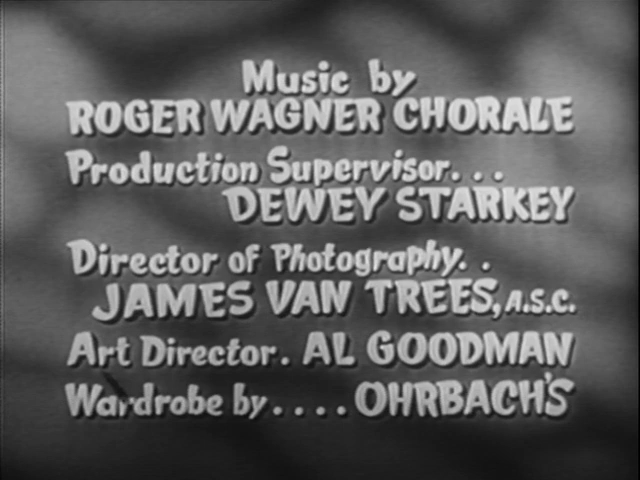 Music by
ROGER WAGNER CHORALE
Production Supervisor...
DEWEY STARKEY
Director of Photography..
JAMES VAN TREES, A.S.C.
Art Director. AL GOODMAN
Wardrobe by.... OHRBACH'S